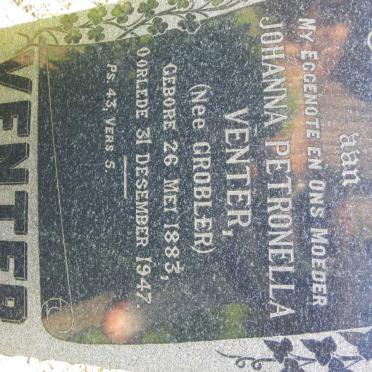 aan
MY EGGENOTE EN ONS MOEDER
JOHANNA PETRONELLA
VENTER,
(NEE GROBLER)
GEBORE 26 MEI 1883,
OORLEDE 31 DESEMBER 1947.
PS. 43, VERS 5.
VENTER